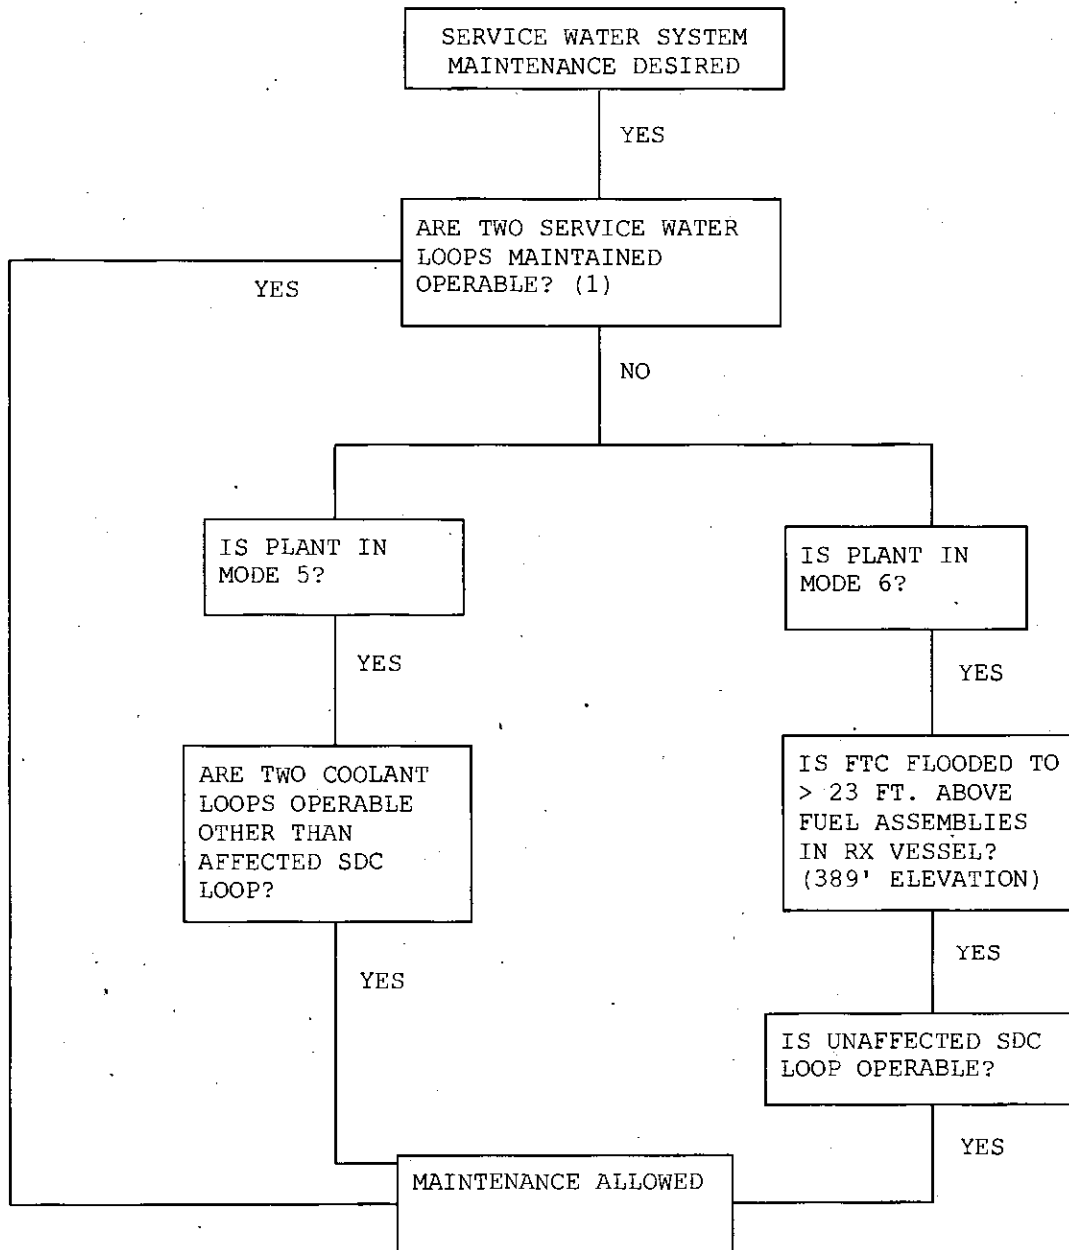 SERVICE WATER SYSTEM
MAINTENANCE DESIRED
YES
ARE TWO SERVICE WATER
LOOPS MAINTAINED
OPERABLE? (1)
YES
NO
IS PLANT IN
MODE 5?
IS PLANT IN
MODE 6?
YES
YES
ARE TWO COOLANT
LOOPS OPERABLE
OTHER THAN
AFFECTED SDC
LOOP?
IS FTC FLOODED TO
> 23 FT. ABOVE
FUEL ASSEMBLIES
IN RX VESSEL?
(389' ELEVATION)
YES
YES
IS UNAFFECTED SDC
LOOP OPERABLE?
YES
MAINTENANCE ALLOWED